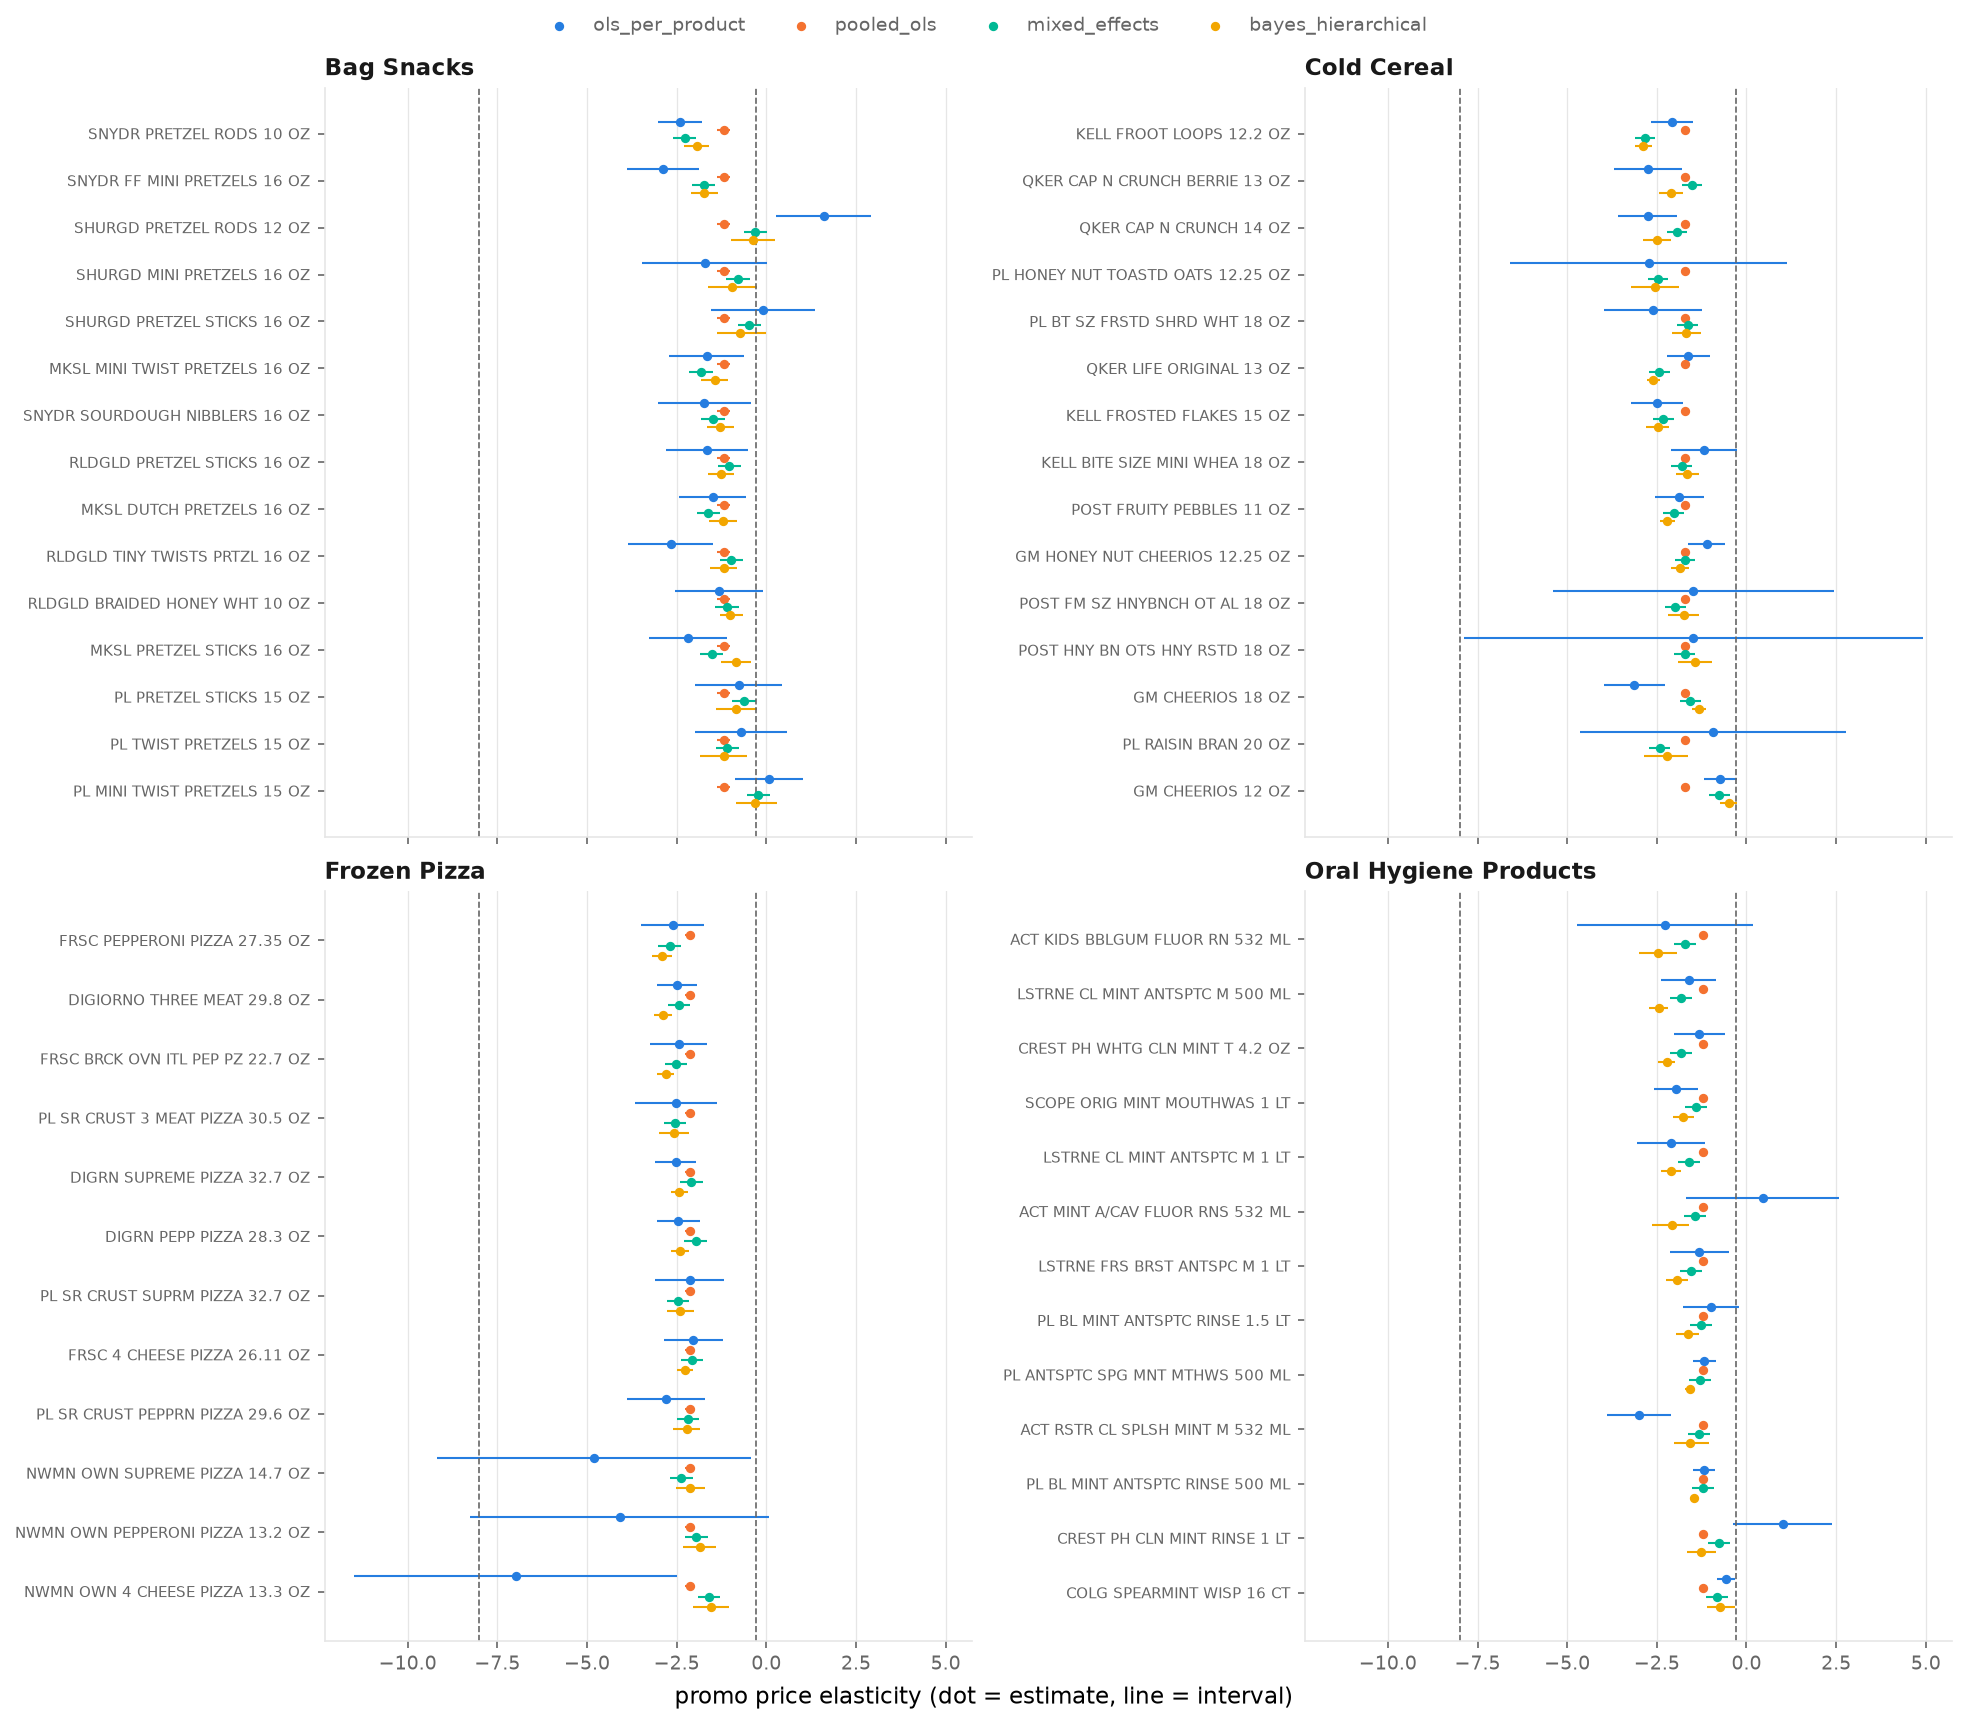 ols_per_product pooled_ols mixed_effects bayes_hierarchical
Bag Snacks
SNYDR PRETZEL RODS 10 OZ
SNYDR FF MINI PRETZELS 16 OZ
SHURGD PRETZEL RODS 12 OZ
SHURGD MINI PRETZELS 16 OZ
SHURGD PRETZEL STICKS 16 OZ
MKSL MINI TWIST PRETZELS 16 OZ
SNYDR SOURDOUGH NIBBLERS 16 OZ
RLDGLD PRETZEL STICKS 16 OZ
MKSL DUTCH PRETZELS 16 OZ
RLDGLD TINY TWISTS PRTZL 16 OZ
RLDGLD BRAIDED HONEY WHT 10 OZ
MKSL PRETZEL STICKS 16 OZ
PL PRETZEL STICKS 15 OZ
PL TWIST PRETZELS 15 OZ
PL MINI TWIST PRETZELS 15 OZ
Cold Cereal
KELL FROOT LOOPS 12.2 OZ
QKER CAP N CRUNCH BERRIE 13 OZ
QKER CAP N CRUNCH 14 OZ
PL HONEY NUT TOASTD OATS 12.25 OZ
PL BT SZ FRSTD SHRD WHT 18 OZ
QKER LIFE ORIGINAL 13 OZ
KELL FROSTED FLAKES 15 OZ
KELL BITE SIZE MINI WHEA 18 OZ
POST FRUITY PEBBLES 11 OZ
GM HONEY NUT CHEERIOS 12.25 OZ
POST FM SZ HNYBNCH OT AL 18 OZ
POST HNY BN OTS HNY RSTD 18 OZ
GM CHEERIOS 18 OZ
PL RAISIN BRAN 20 OZ
GM CHEERIOS 12 OZ
Frozen Pizza
FRSC PEPPERONI PIZZA 27.35 OZ
DIGIORNO THREE MEAT 29.8 OZ
FRSC BRCK OVN ITL PEP PZ 22.7 OZ
PL SR CRUST 3 MEAT PIZZA 30.5 OZ
DIGRN SUPREME PIZZA 32.7 OZ
DIGRN PEPP PIZZA 28.3 OZ
PL SR CRUST SUPRM PIZZA 32.7 OZ
FRSC 4 CHEESE PIZZA 26.11 OZ
PL SR CRUST PEPPRN PIZZA 29.6 OZ
NWMN OWN SUPREME PIZZA 14.7 OZ
NWMN OWN PEPPERONI PIZZA 13.2 OZ
NWMN OWN 4 CHEESE PIZZA 13.3 OZ
−10.0 −7.5 −5.0 −2.5 0.0 2.5 5.0
Oral Hygiene Products
ACT KIDS BBLGUM FLUOR RN 532 ML
LSTRNE CL MINT ANTSPTC M 500 ML
CREST PH WHTG CLN MINT T 4.2 OZ
SCOPE ORIG MINT MOUTHWAS 1 LT
LSTRNE CL MINT ANTSPTC M 1 LT
ACT MINT A/CAV FLUOR RNS 532 ML
LSTRNE FRS BRST ANTSPC M 1 LT
PL BL MINT ANTSPTC RINSE 1.5 LT
PL ANTSPTC SPG MNT MTHWS 500 ML
ACT RSTR CL SPLSH MINT M 532 ML
PL BL MINT ANTSPTC RINSE 500 ML
CREST PH CLN MINT RINSE 1 LT
COLG SPEARMINT WISP 16 CT
−10.0 −7.5 −5.0 −2.5 0.0 2.5 5.0
promo price elasticity (dot = estimate, line = interval)